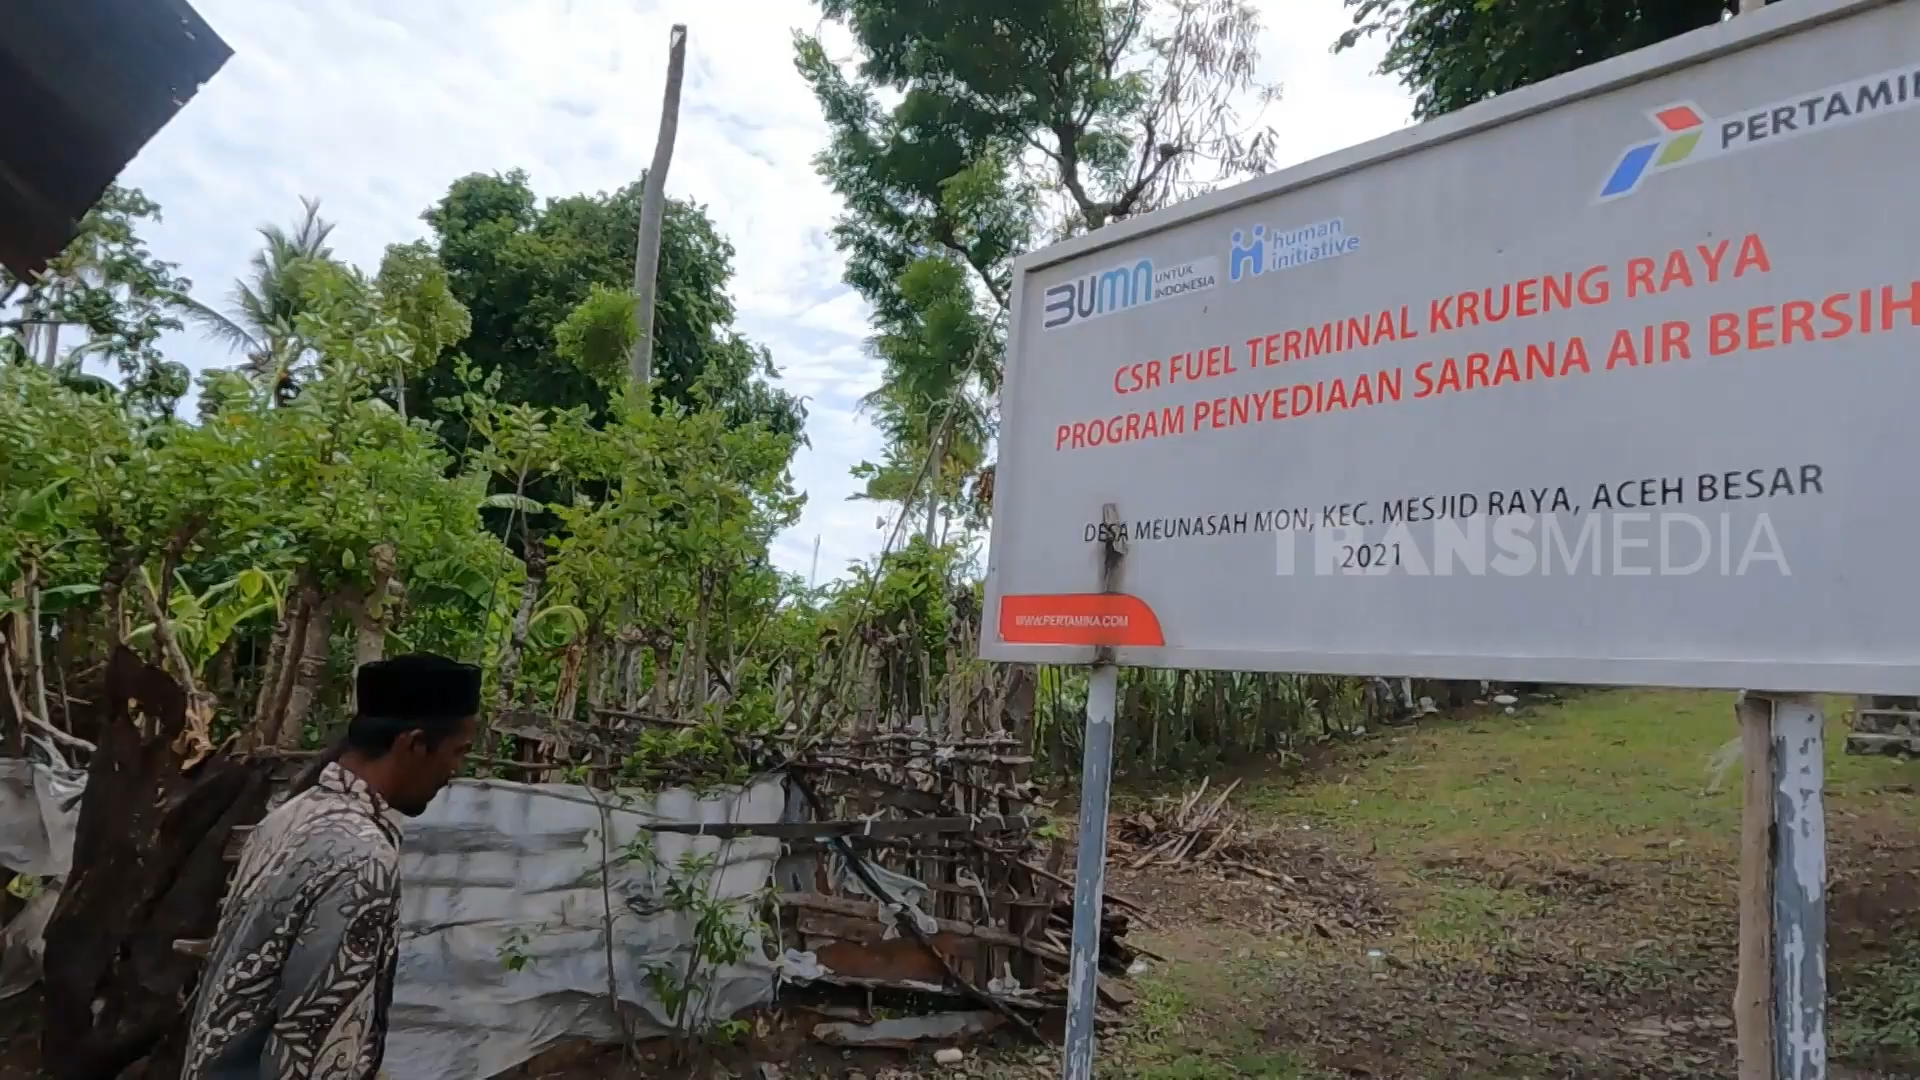 PERTAMI
BUMN UNTUK INDONESIA
human initiative
CSR FUEL TERMINAL KRUENG RAYA
PROGRAM PENYEDIAAN SARANA AIR BERSIH
DESA MEUNASAH MON, KEC. MESJID RAYA, ACEH BESAR
2021
TRANSMEDIA
WWW.PERTAMINA.COM